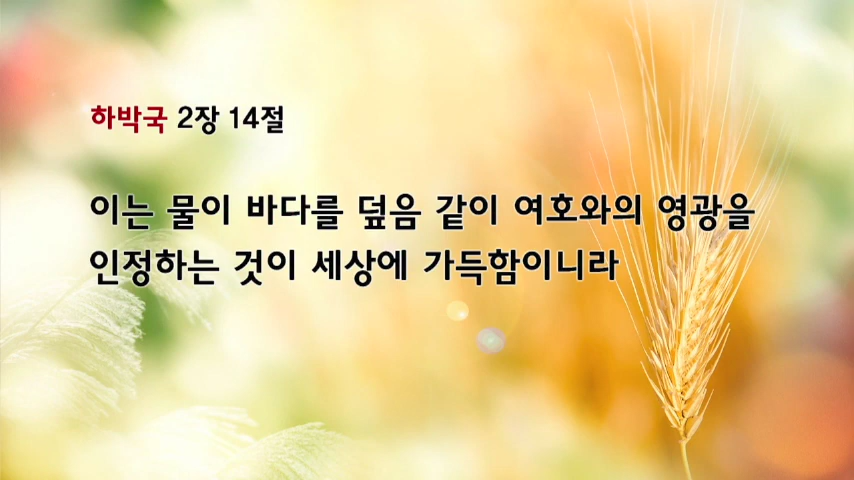 하박국 2장 14절
이는 물이 바다를 덮음 같이 여호와의 영광을
인정하는 것이 세상에 가득함이니라